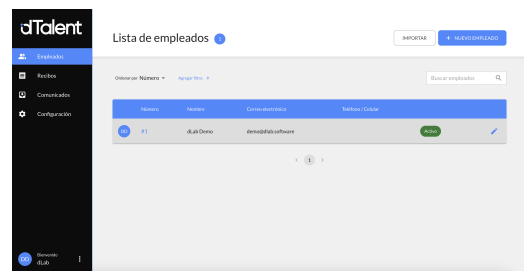 dTalent
Empleados
Recibos
Comunicados
Configuración
Bienvenido
DD dLab
Lista de empleados 1
IMPORTAR + NUEVO EMPLEADO
Ordenar por Número Agregar filtro +
Buscar empleados
Número Nombre Correo electrónico Teléfono / Celular
DD #1 dLab Demo demo@dlab.software Activo
< 1 >